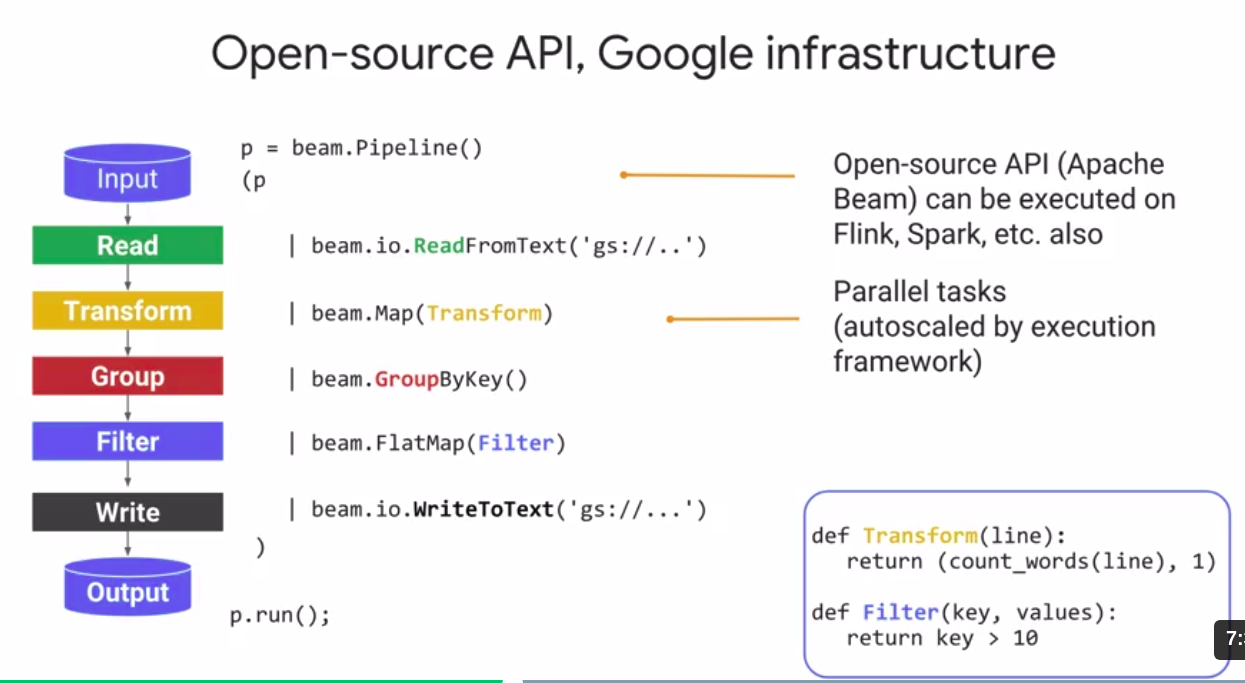 Open-source API, Google infrastructure
Input
Read
Transform
Group
Filter
Write
Output
p = beam.Pipeline()
(p
| beam.io.ReadFromText('gs://..')
| beam.Map(Transform)
| beam.GroupByKey()
| beam.FlatMap(Filter)
| beam.io.WriteToText('gs://...')
)
p.run();
Open-source API (Apache
Beam) can be executed on
Flink, Spark, etc. also
Parallel tasks
(autoscaled by execution
framework)
def Transform(line):
return (count_words(line), 1)
def Filter(key, values):
return key > 10